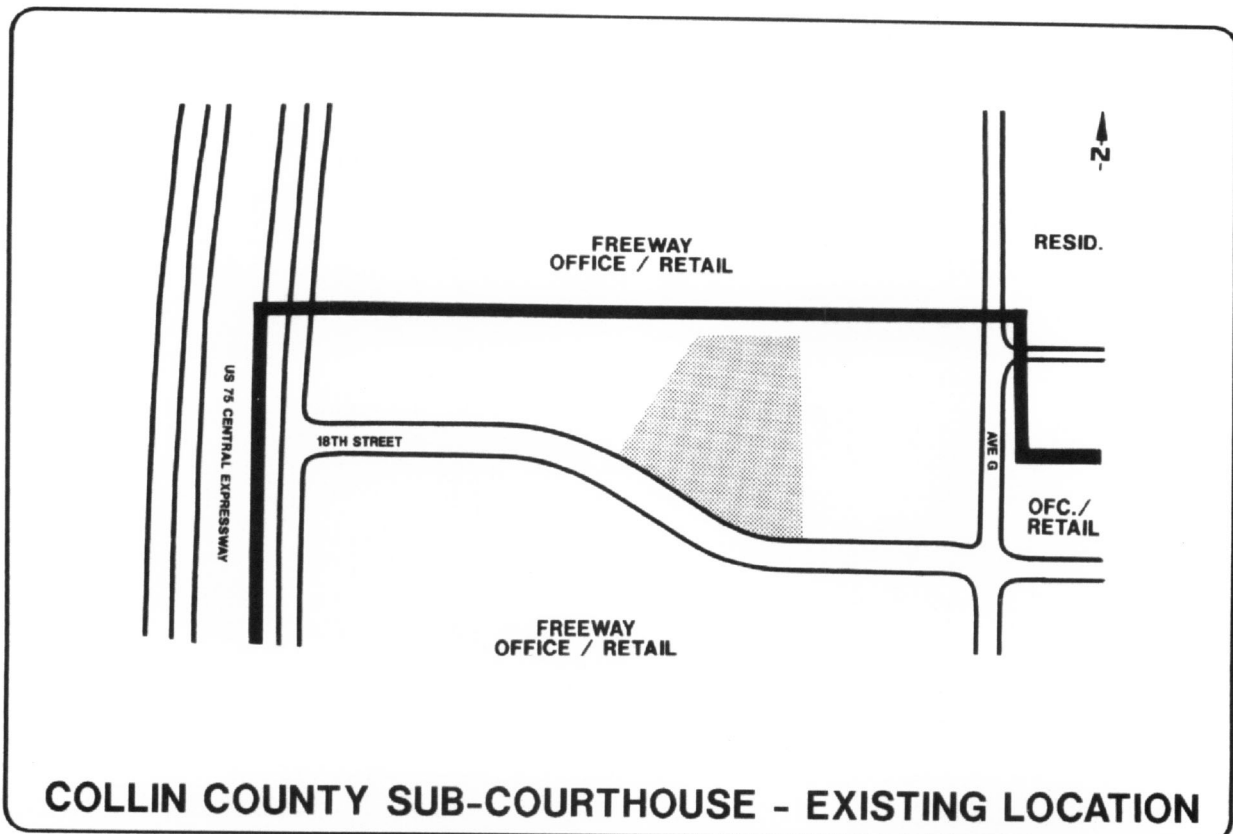 N
FREEWAY
OFFICE / RETAIL
RESID.
US 75 CENTRAL EXPRESSWAY
18TH STREET
AVE G
OFC./
RETAIL
FREEWAY
OFFICE / RETAIL
COLLIN COUNTY SUB-COURTHOUSE - EXISTING LOCATION